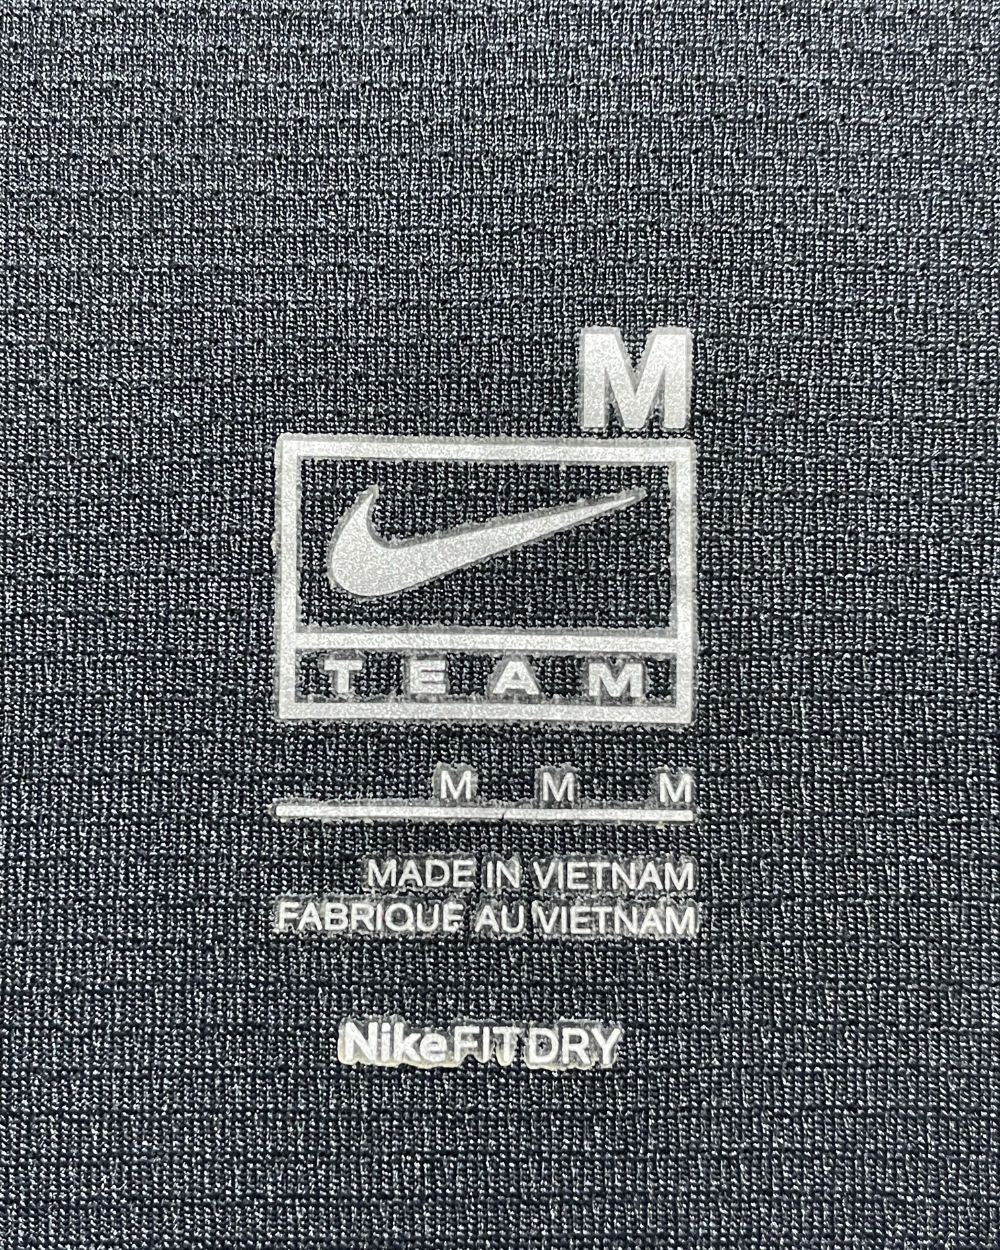 M
TEAM
M M M
MADE IN VIETNAM
FABRIQUE AU VIETNAM
NikeFIT DRY